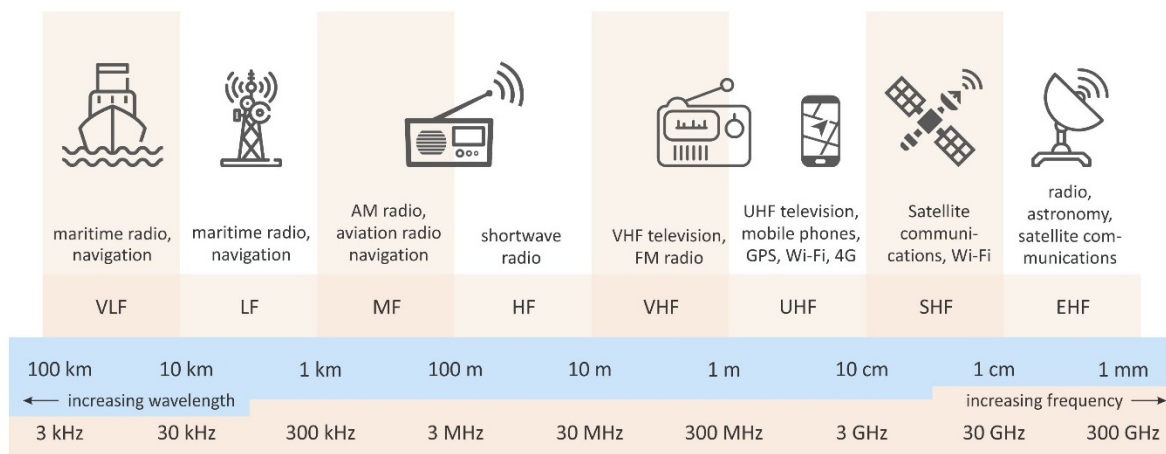 maritime radio,
navigation
maritime radio,
navigation
AM radio,
aviation radio
navigation
shortwave
radio
VHF television,
FM radio
UHF television,
mobile phones,
GPS, Wi-Fi, 4G
Satellite
communi-
cations, Wi-Fi
radio,
astronomy,
satellite com-
munications
VLF LF MF HF VHF UHF SHF EHF
100 km 10 km 1 km 100 m 10 m 1 m 10 cm 1 cm 1 mm
← increasing wavelength increasing frequency →
3 kHz 30 kHz 300 kHz 3 MHz 30 MHz 300 MHz 3 GHz 30 GHz 300 GHz